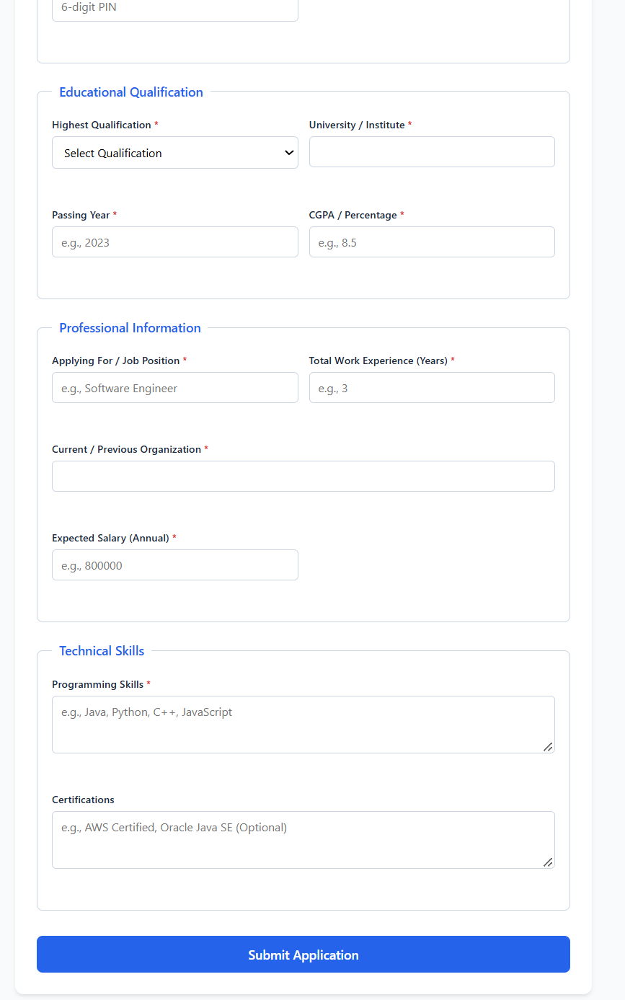 6-digit PIN
Educational Qualification
Highest Qualification * University / Institute *
Select Qualification
Passing Year * CGPA / Percentage *
e.g., 2023 e.g., 8.5
Professional Information
Applying For / Job Position * Total Work Experience (Years) *
e.g., Software Engineer e.g., 3
Current / Previous Organization *
Expected Salary (Annual) *
e.g., 800000
Technical Skills
Programming Skills *
e.g., Java, Python, C++, JavaScript
Certifications
e.g., AWS Certified, Oracle Java SE (Optional)
Submit Application